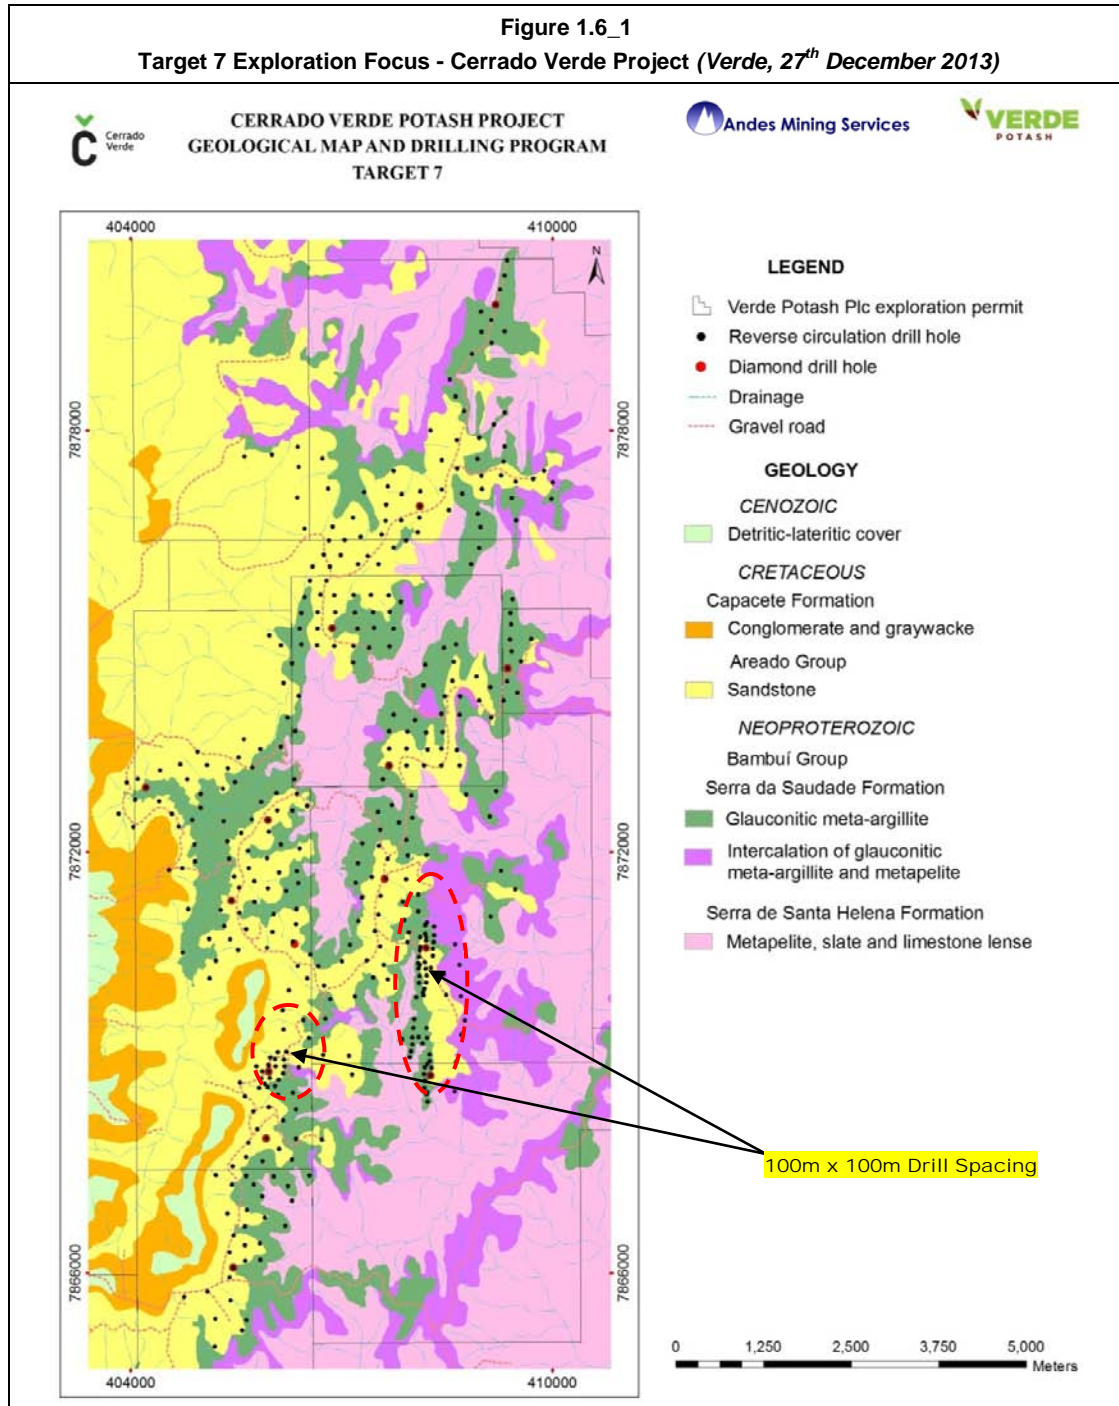 Figure 1.6_1
Target 7 Exploration Focus - Cerrado Verde Project (Verde, 27th December 2013)
Cerrado
Verde
CERRADO VERDE POTASH PROJECT
GEOLOGICAL MAP AND DRILLING PROGRAM
TARGET 7
Andes Mining Services
VERDE
POTASH
404000
410000
N
7878000
7878000
7872000
7872000
7866000
7866000
404000
410000
LEGEND
Verde Potash Plc exploration permit
Reverse circulation drill hole
Diamond drill hole
Drainage
Gravel road
GEOLOGY
CENOZOIC
Detritic-lateritic cover
CRETACEOUS
Capacete Formation
Conglomerate and graywacke
Areado Group
Sandstone
NEOPROTEROZOIC
Bambuí Group
Serra da Saudade Formation
Glauconitic meta-argillite
Intercalation of glauconitic
meta-argillite and metapelite
Serra de Santa Helena Formation
Metapelite, slate and limestone lense
100m x 100m Drill Spacing
0 1,250 2,500 3,750 5,000
Meters